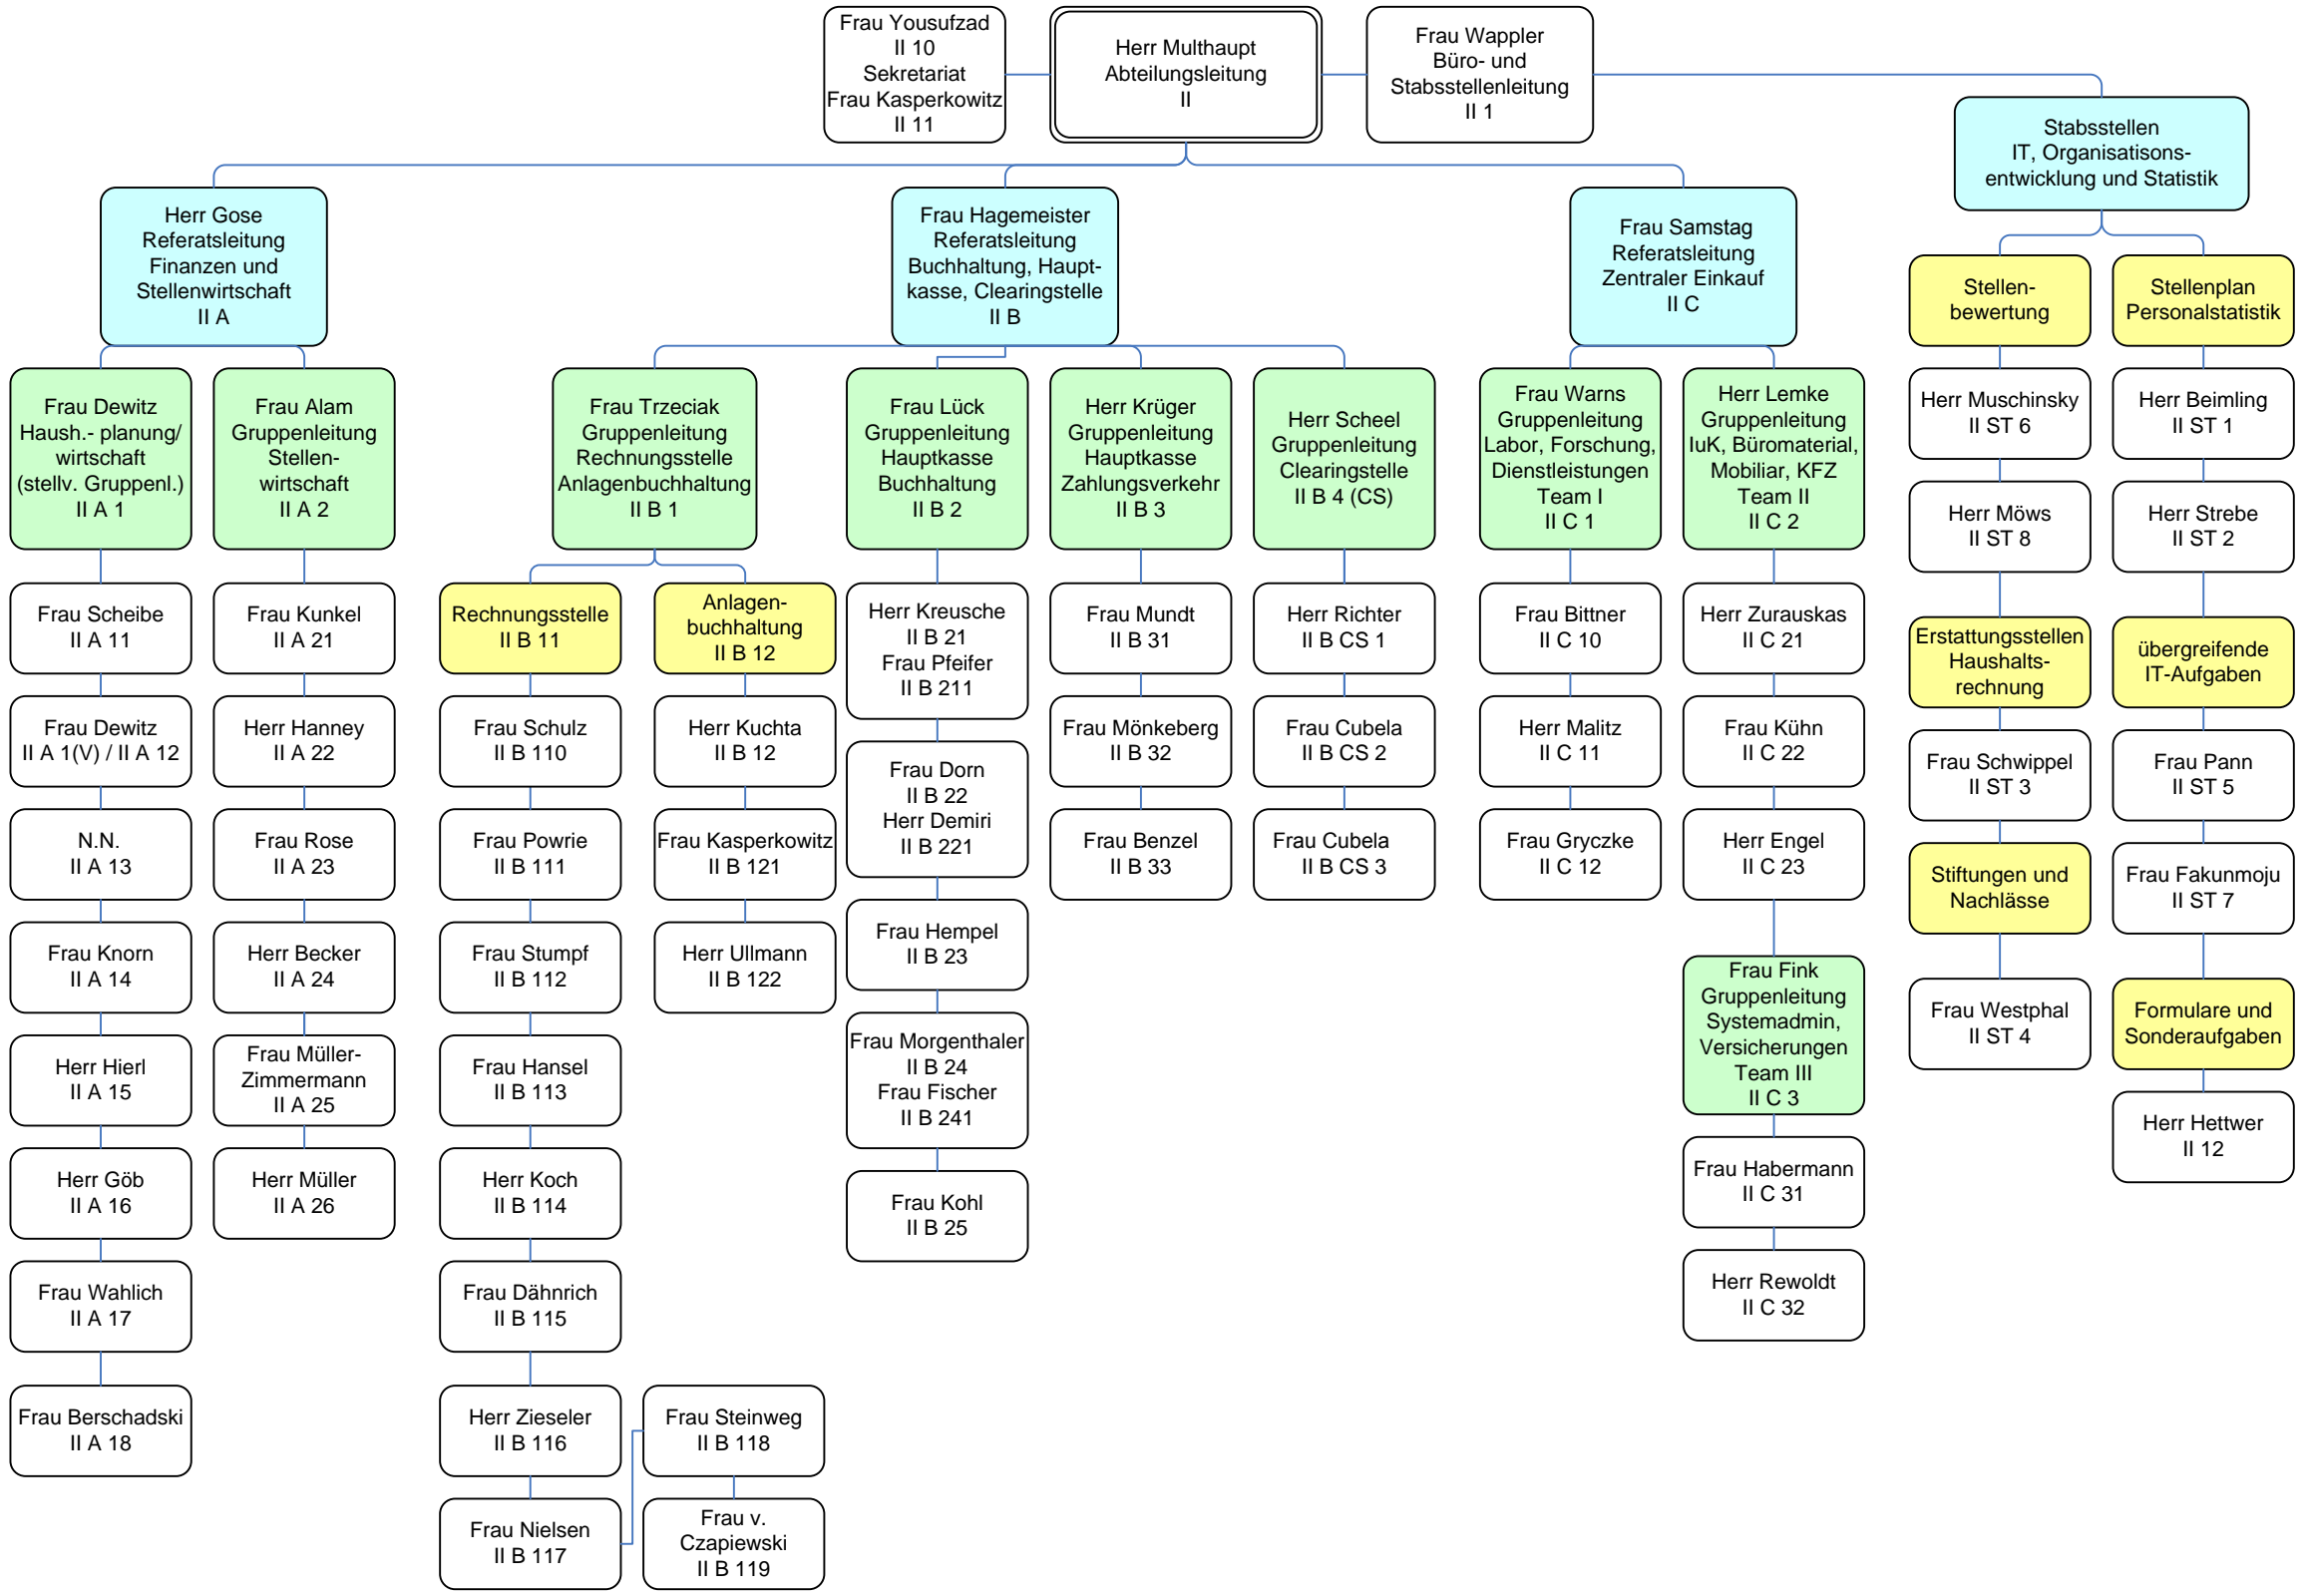 Frau Yousufzad
II 10
Sekretariat
Frau Kasperkowitz
II 11
Herr Multhaupt
Abteilungsleitung
II
Frau Wappler
Büro- und
Stabsstellenleitung
II 1
Stabsstellen
IT, Organisatisons-
entwicklung und Statistik
Herr Gose
Referatsleitung
Finanzen und
Stellenwirtschaft
II A
Frau Hagemeister
Referatsleitung
Buchhaltung, Haupt-
kasse, Clearingstelle
II B
Frau Samstag
Referatsleitung
Zentraler Einkauf
II C
Frau Dewitz
Haush.- planung/
wirtschaft
(stellv. Gruppenl.)
II A 1
Frau Scheibe
II A 11
Frau Dewitz
II A 1(V) / II A 12
N.N.
II A 13
Frau Knorn
II A 14
Herr Hierl
II A 15
Herr Göb
II A 16
Frau Wahlich
II A 17
Frau Berschadski
II A 18
Frau Alam
Gruppenleitung
Stellen-
wirtschaft
II A 2
Frau Kunkel
II A 21
Herr Hanney
II A 22
Frau Rose
II A 23
Herr Becker
II A 24
Frau Müller-
Zimmermann
II A 25
Herr Müller
II A 26
Frau Trzeciak
Gruppenleitung
Rechnungsstelle
Anlagenbuchhaltung
II B 1
Rechnungsstelle
II B 11
Frau Schulz
II B 110
Frau Powrie
II B 111
Frau Stumpf
II B 112
Frau Hansel
II B 113
Herr Koch
II B 114
Frau Dähnrich
II B 115
Herr Zieseler
II B 116
Frau Nielsen
II B 117
Frau Steinweg
II B 118
Frau v.
Czapiewski
II B 119
Anlagen-
buchhaltung
II B 12
Herr Kuchta
II B 12
Frau Kasperkowitz
II B 121
Herr Ullmann
II B 122
Frau Lück
Gruppenleitung
Hauptkasse
Buchhaltung
II B 2
Herr Kreusche
II B 21
Frau Pfeifer
II B 211
Frau Dorn
II B 22
Herr Demiri
II B 221
Frau Hempel
II B 23
Frau Morgenthaler
II B 24
Frau Fischer
II B 241
Frau Kohl
II B 25
Herr Krüger
Gruppenleitung
Hauptkasse
Zahlungsverkehr
II B 3
Frau Mundt
II B 31
Frau Mönkeberg
II B 32
Frau Benzel
II B 33
Herr Scheel
Gruppenleitung
Clearingstelle
II B 4 (CS)
Herr Richter
II B CS 1
Frau Cubela
II B CS 2
Frau Cubela
II B CS 3
Frau Warns
Gruppenleitung
Labor, Forschung,
Dienstleistungen
Team I
II C 1
Frau Bittner
II C 10
Herr Malitz
II C 11
Frau Gryczke
II C 12
Herr Lemke
Gruppenleitung
IuK, Büromaterial,
Mobiliar, KFZ
Team II
II C 2
Herr Zurauskas
II C 21
Frau Kühn
II C 22
Herr Engel
II C 23
Frau Fink
Gruppenleitung
Systemadmin,
Versicherungen
Team III
II C 3
Frau Habermann
II C 31
Herr Rewoldt
II C 32
Stellen-
bewertung
Herr Muschinsky
II ST 6
Herr Möws
II ST 8
Erstattungsstellen
Haushalts-
rechnung
Frau Schwippel
II ST 3
Stiftungen und
Nachlässe
Frau Westphal
II ST 4
Stellenplan
Personalstatistik
Herr Beimling
II ST 1
Herr Strebe
II ST 2
übergreifende
IT-Aufgaben
Frau Pann
II ST 5
Frau Fakunmoju
II ST 7
Formulare und
Sonderaufgaben
Herr Hettwer
II 12